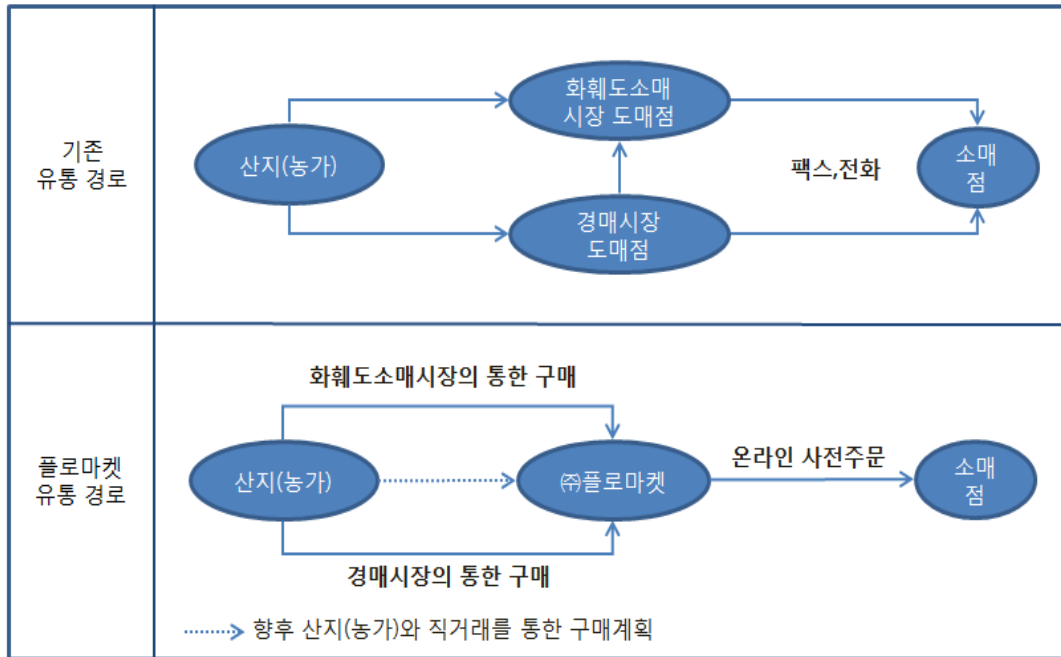 기존
유통 경로
산지(농가)
화훼도소매
시장 도매점
경매시장
도매점
팩스,전화
소매
점
플로마켓
유통 경로
화훼도소매시장의 통한 구매
산지(농가)
㈜플로마켓
온라인 사전주문
소매
점
경매시장의 통한 구매
향후 산지(농가)와 직거래를 통한 구매계획